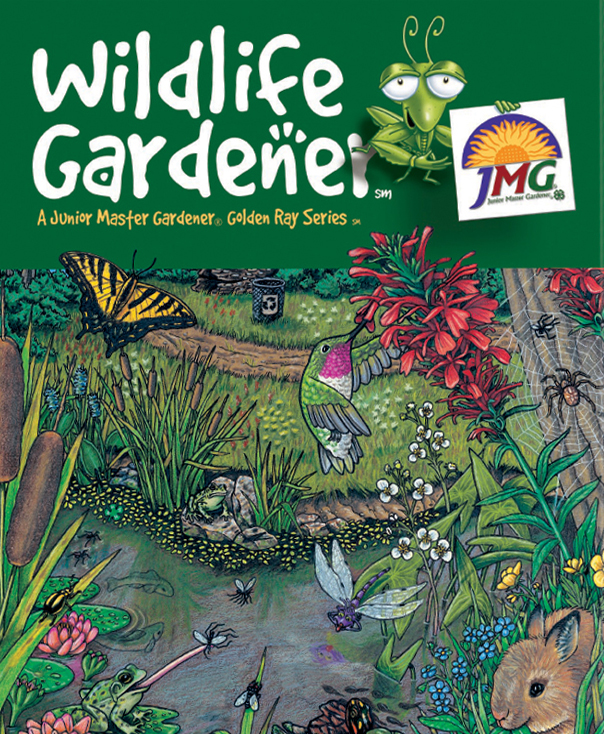 Wildlife
Gardener SM
A Junior Master Gardener® Golden Ray Series SM
JMG®
Junior Master Gardener®